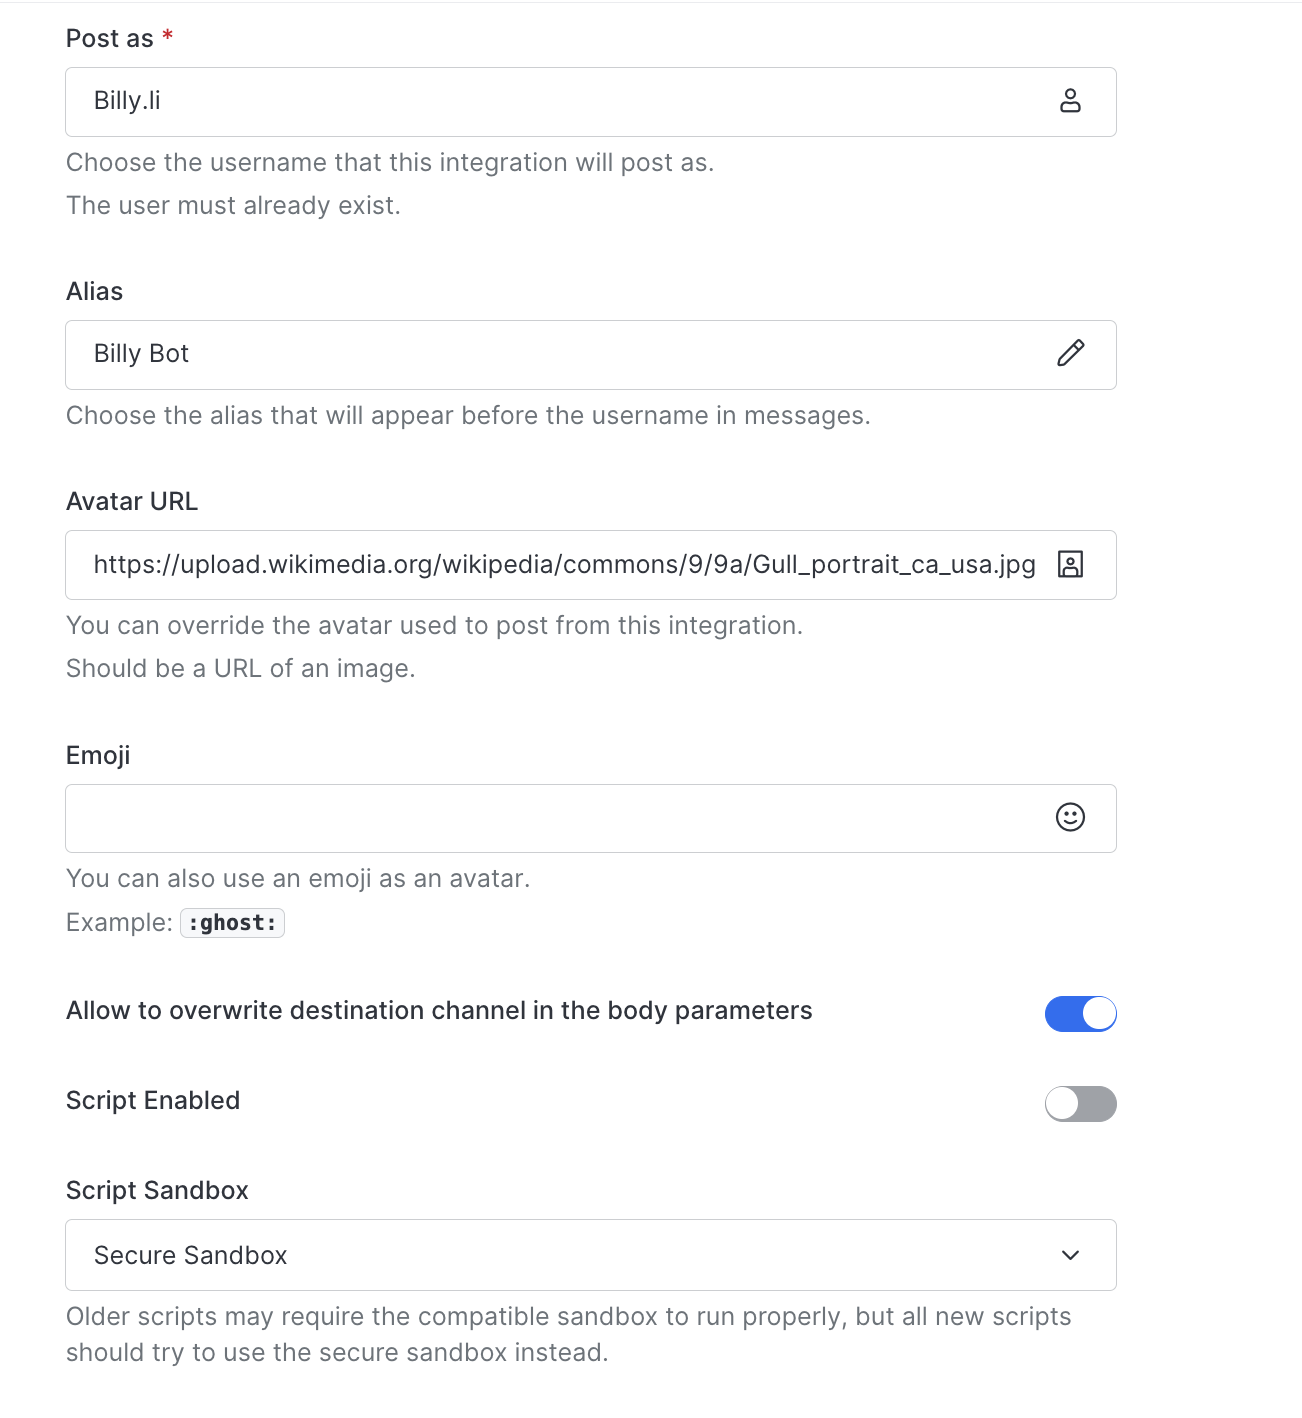 Post as *
Billy.li
Choose the username that this integration will post as.
The user must already exist.
Alias
Billy Bot
Choose the alias that will appear before the username in messages.
Avatar URL
https://upload.wikimedia.org/wikipedia/commons/9/9a/Gull_portrait_ca_usa.jpg
You can override the avatar used to post from this integration.
Should be a URL of an image.
Emoji
You can also use an emoji as an avatar.
Example: :ghost:
Allow to overwrite destination channel in the body parameters
Script Enabled
Script Sandbox
Secure Sandbox
Older scripts may require the compatible sandbox to run properly, but all new scripts
should try to use the secure sandbox instead.